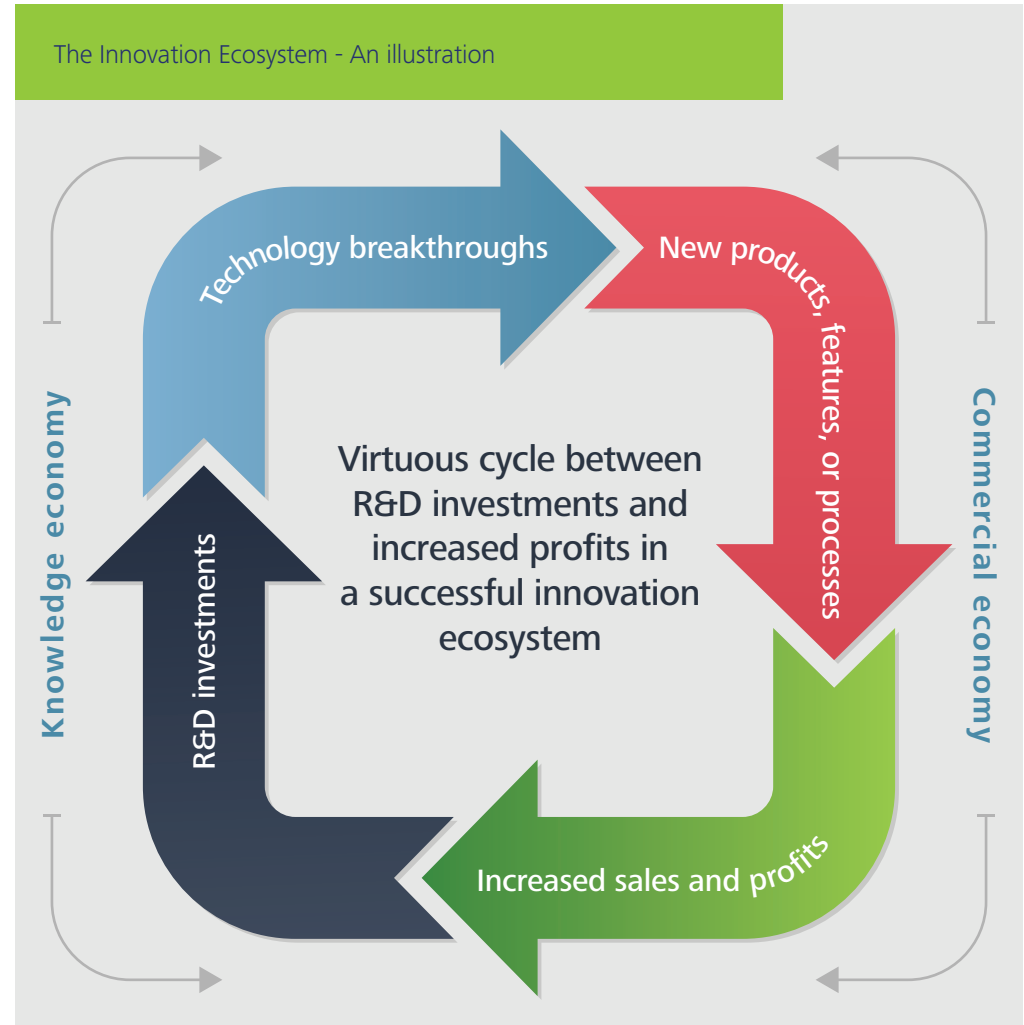 The Innovation Ecosystem - An illustration
Technology breakthroughs
New products, features, or processes
Knowledge economy
Virtuous cycle between
R&D investments and
increased profits in
a successful innovation
ecosystem
Commercial economy
R&D investments
Increased sales and profits